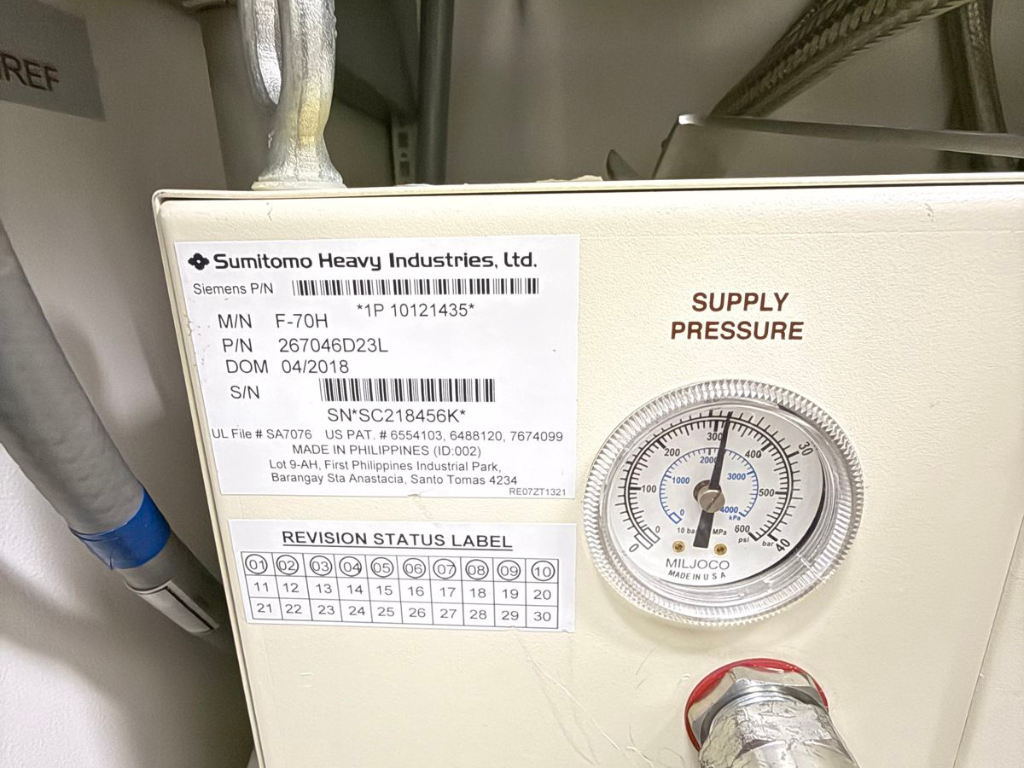 REF
Sumitomo Heavy Industries, Ltd.
Siemens P/N
*1P 10121435*
M/N F-70H
P/N 267046D23L
DOM 04/2018
S/N
SN*SC218456K*
UL File # SA7076 US PAT. # 6554103, 6488120, 7674099
MADE IN PHILIPPINES (ID:002)
Lot 9-AH, First Philippines Industrial Park,
Barangay Sta Anastacia, Santo Tomas 4234
RE07ZT1321
REVISION STATUS LABEL
01 02 03 04 05 06 07 08 09 10
11 12 13 14 15 16 17 18 19 20
21 22 23 24 25 26 27 28 29 30
SUPPLY
PRESSURE
0 100 200 300 400 500 600 psi
0 1000 2000 3000 4000 kPa
0 30 40 bar
10 bar MPa
MILJOCO
MADE IN U S A